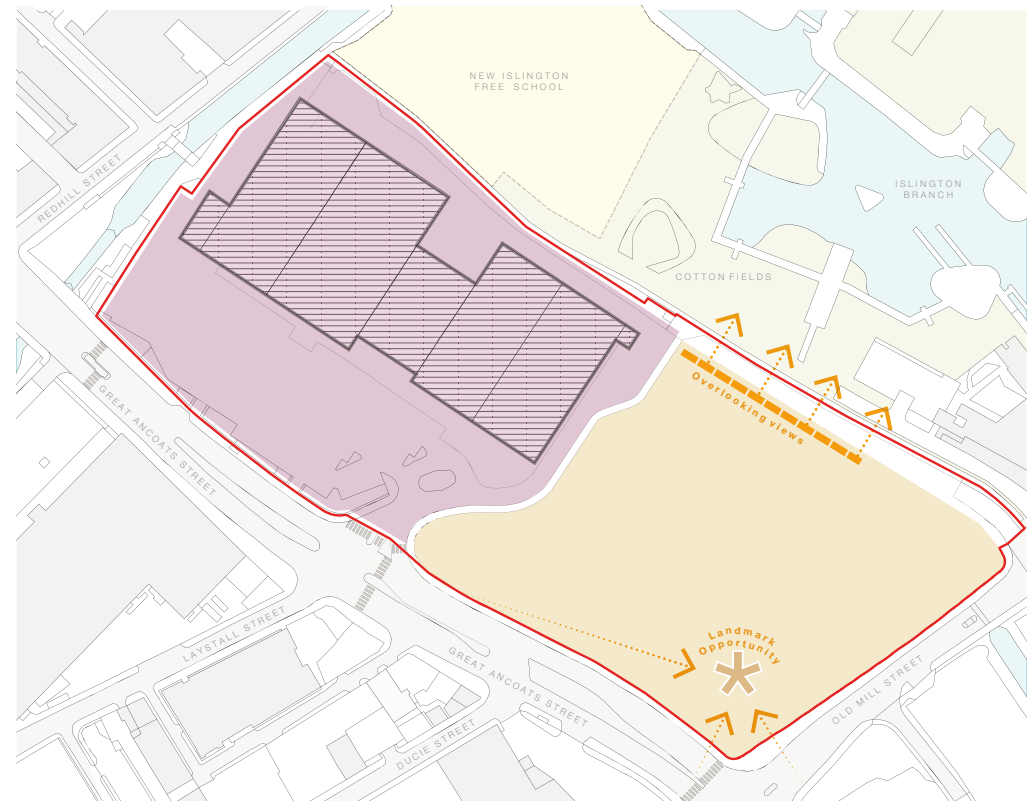 NEW ISLINGTON
FREE SCHOOL
REDHILL STREET
ISLINGTON
BRANCH
COTTON FIELDS
Overlooking views
GREAT ANCOATS STREET
LAYSTALL STREET
Landmark
Opportunity
GREAT ANCOATS STREET
OLD MILL STREET
DUCIE STREET